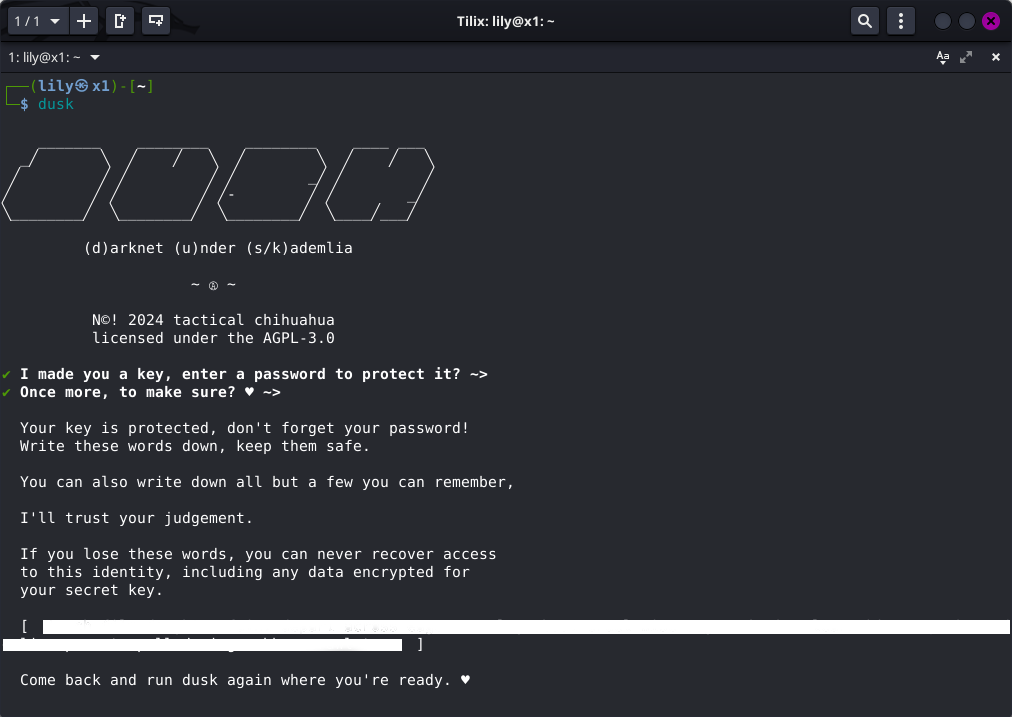 1 / 1
Tilix: lily@x1: ~
1: lily@x1: ~
Aa
(lily㉿x1)-[~]
$ dusk
(d)arknet (u)nder (s/k)ademlia
~ Ⓐ ~
N©! 2024 tactical chihuahua
licensed under the AGPL-3.0
✔ I made you a key, enter a password to protect it? ~>
✔ Once more, to make sure? ♥ ~>
Your key is protected, don't forget your password!
Write these words down, keep them safe.
You can also write down all but a few you can remember,
I'll trust your judgement.
If you lose these words, you can never recover access
to this identity, including any data encrypted for
your secret key.
[
]
Come back and run dusk again where you're ready. ♥